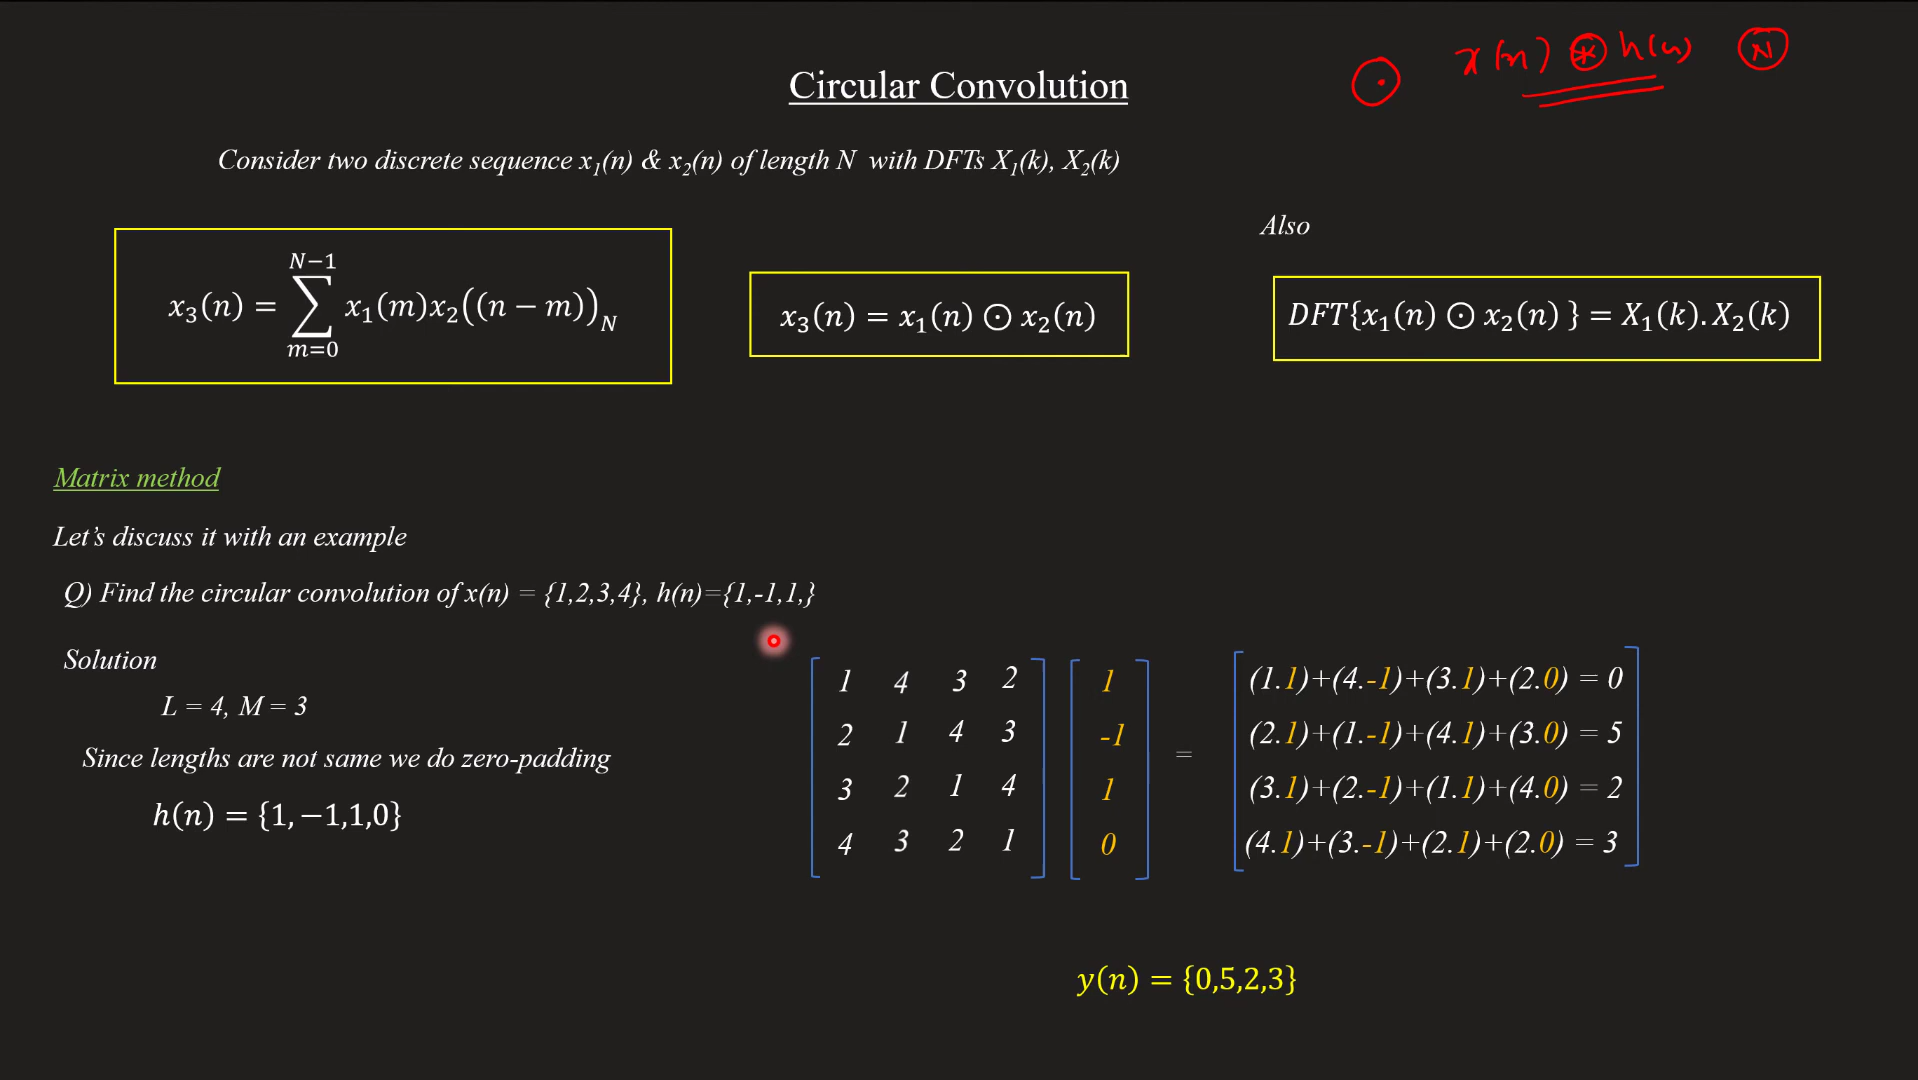 x(n) ⊛ h(n) Ⓝ
⊙
Circular Convolution
Consider two discrete sequence x₁(n) & x₂(n) of length N with DFTs X₁(k), X₂(k)
Also
x₃(n) = ∑_{m=0}^{N−1} x₁(m)x₂((n − m))_N
x₃(n) = x₁(n) ⊙ x₂(n)
DFT{x₁(n) ⊙ x₂(n) } = X₁(k). X₂(k)
Matrix method
Let’s discuss it with an example
Q) Find the circular convolution of x(n) = {1,2,3,4}, h(n)={1,-1,1,}
Solution
L = 4, M = 3
Since lengths are not same we do zero-padding
h(n) = {1, −1,1,0}
1 4 3 2 1 (1.1)+(4.-1)+(3.1)+(2.0) = 0
2 1 4 3 -1 = (2.1)+(1.-1)+(4.1)+(3.0) = 5
3 2 1 4 1 (3.1)+(2.-1)+(1.1)+(4.0) = 2
4 3 2 1 0 (4.1)+(3.-1)+(2.1)+(2.0) = 3
y(n) = {0,5,2,3}